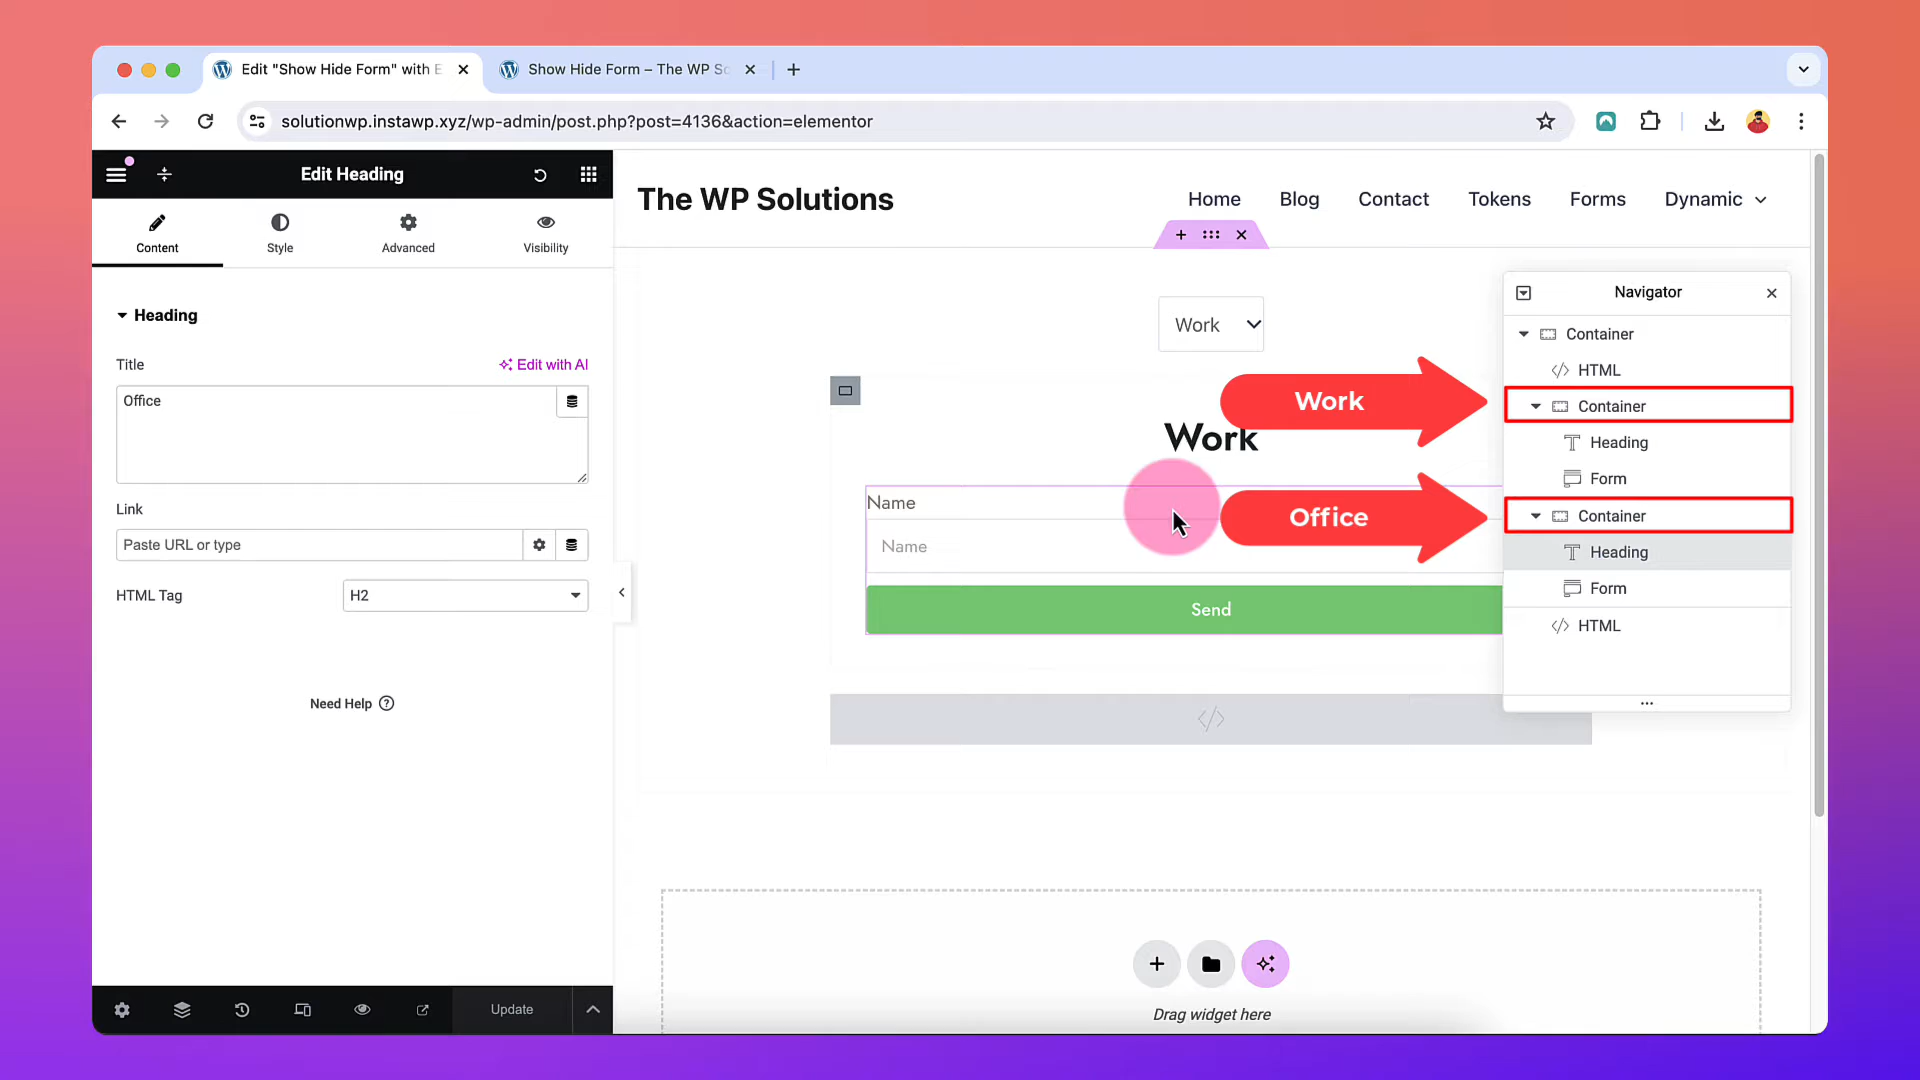 Edit "Show Hide Form" with E
Show Hide Form – The WP So
solutionwp.instawp.xyz/wp-admin/post.php?post=4136&action=elementor
Edit Heading
Content
Style
Advanced
Visibility
Heading
Title
Edit with AI
Office
Link
Paste URL or type
HTML Tag
H2
Need Help
Update
The WP Solutions
Home
Blog
Contact
Tokens
Forms
Dynamic
Work
Work
Name
Name
Send
Drag widget here
Work
Office
Navigator
Container
HTML
Container
Heading
Form
Container
Heading
Form
HTML